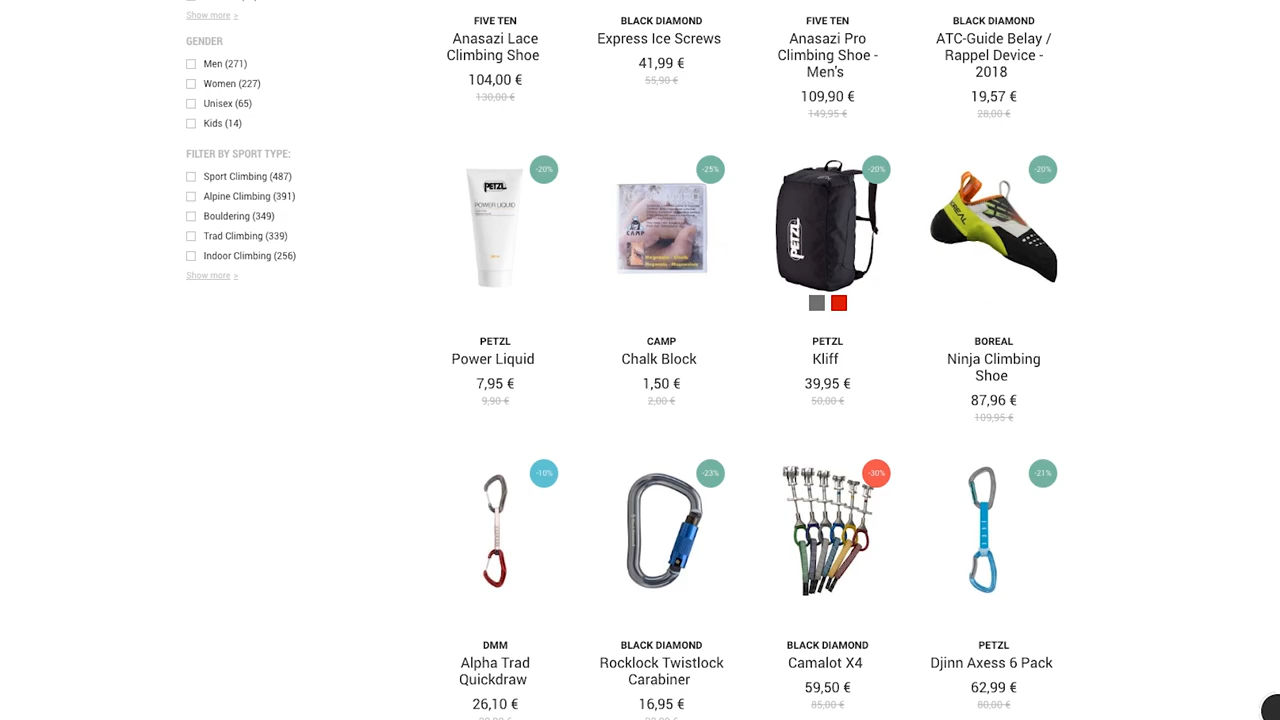 Show more >
GENDER
Men (271)
Women (227)
Unisex (65)
Kids (14)
FILTER BY SPORT TYPE:
Sport Climbing (487)
Alpine Climbing (391)
Bouldering (349)
Trad Climbing (339)
Indoor Climbing (256)
Show more >
FIVE TEN
Anasazi Lace
Climbing Shoe
104,00 €
130,00 €
BLACK DIAMOND
Express Ice Screws
41,99 €
55,90 €
FIVE TEN
Anasazi Pro
Climbing Shoe -
Men's
109,90 €
149,95 €
BLACK DIAMOND
ATC-Guide Belay /
Rappel Device -
2018
19,57 €
28,00 €
-20%
PETZL
POWER LIQUID
PETZL
Power Liquid
7,95 €
9,90 €
-25%
CAMP
CAMP
Chalk Block
1,50 €
2,00 €
-20%
PETZL
PETZL
Kliff
39,95 €
50,00 €
-20%
BOREAL
Ninja Climbing
Shoe
87,96 €
109,95 €
-10%
DMM
Alpha Trad
Quickdraw
26,10 €
-23%
BLACK DIAMOND
Rocklock Twistlock
Carabiner
16,95 €
-30%
BLACK DIAMOND
Camalot X4
59,50 €
85,00 €
-21%
PETZL
Djinn Axess 6 Pack
62,99 €
80,00 €